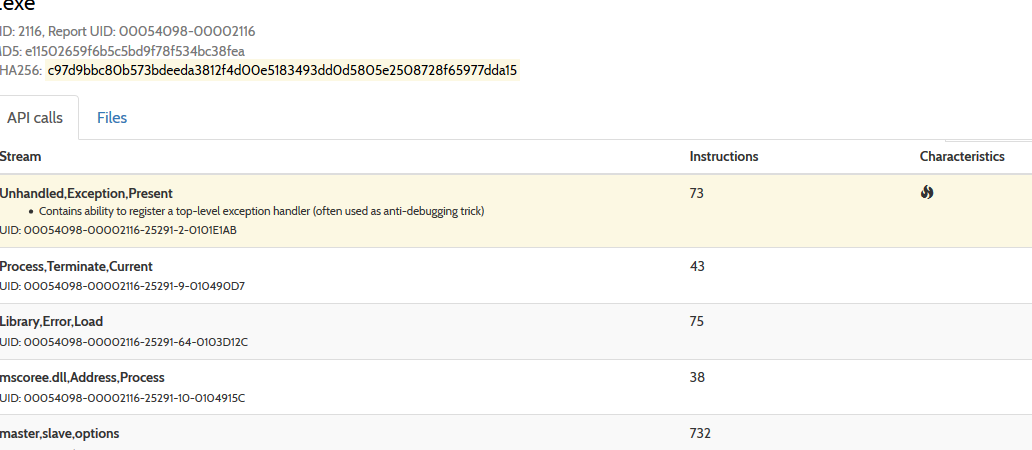 .exe
ID: 2116, Report UID: 00054098-00002116
MD5: e11502659f6b5c5bd9f78f534bc38fea
HA256: c97d9bbc80b573bdeeda3812f4d00e5183493dd0d5805e2508728f65977dda15
API calls Files
Stream Instructions Characteristics
Unhandled,Exception,Present 73
• Contains ability to register a top-level exception handler (often used as anti-debugging trick)
UID: 00054098-00002116-25291-2-0101E1AB
Process,Terminate,Current 43
UID: 00054098-00002116-25291-9-010490D7
Library,Error,Load 75
UID: 00054098-00002116-25291-64-0103D12C
mscoree.dll,Address,Process 38
UID: 00054098-00002116-25291-10-0104915C
master,slave,options 732